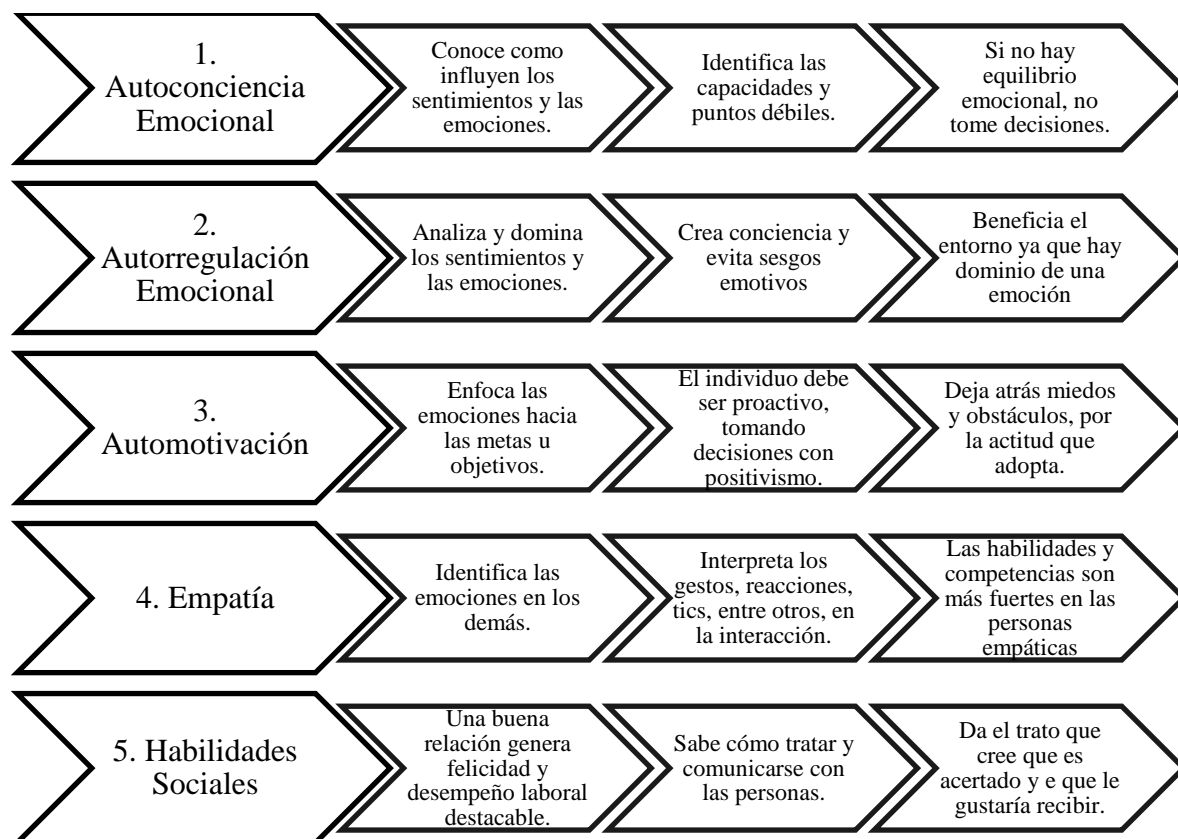 1.
Autoconciencia
Emocional
Conoce como
influyen los
sentimientos y las
emociones.
Identifica las
capacidades y
puntos débiles.
Si no hay
equilibrio
emocional, no
tome decisiones.
2.
Autorregulación
Emocional
Analiza y domina
los sentimientos y
las emociones.
Crea conciencia y
evita sesgos
emotivos
Beneficia el
entorno ya que hay
dominio de una
emoción
3.
Automotivación
Enfoca las
emociones hacia
las metas u
objetivos.
El individuo debe
ser proactivo,
tomando
decisiones con
positivismo.
Deja atrás miedos
y obstáculos, por
la actitud que
adopta.
4. Empatía
Identifica las
emociones en los
demás.
Interpreta los
gestos, reacciones,
tics, entre otros, en
la interacción.
Las habilidades y
competencias son
más fuertes en las
personas
empáticas
5. Habilidades
Sociales
Una buena
relación genera
felicidad y
desempeño laboral
destacable.
Sabe cómo tratar y
comunicarse con
las personas.
Da el trato que
cree que es
acertado y e que le
gustaría recibir.